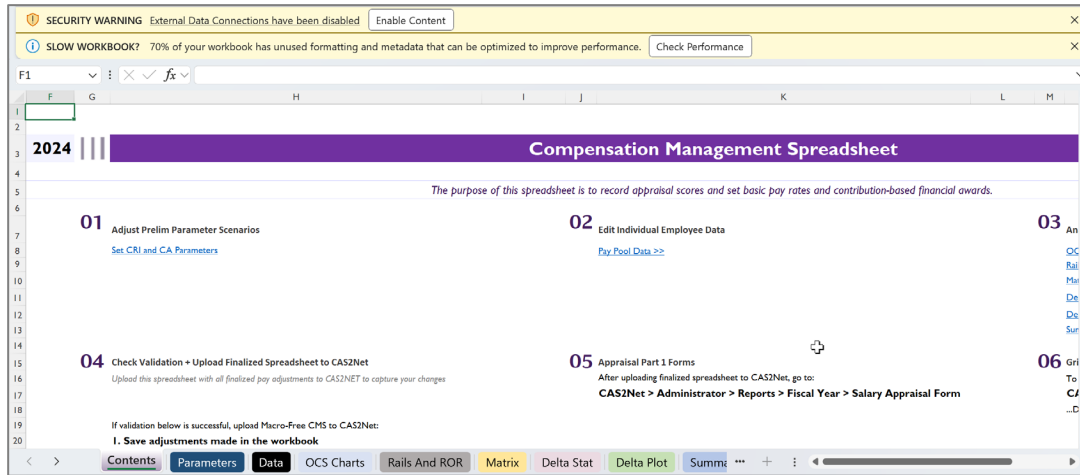 SECURITY WARNING External Data Connections have been disabled Enable Content
SLOW WORKBOOK? 70% of your workbook has unused formatting and metadata that can be optimized to improve performance. Check Performance
F1 fx
F G H I J K L M
1
2
3 2024 Compensation Management Spreadsheet
4
5 The purpose of this spreadsheet is to record appraisal scores and set basic pay rates and contribution-based financial awards.
6
7 01 Adjust Prelim Parameter Scenarios 02 Edit Individual Employee Data 03 An
8 Set CRI and CA Parameters Pay Pool Data >> OC
9 Rai
10 Mat
11 De
12 De
13 Sun
14
15 04 Check Validation + Upload Finalized Spreadsheet to CAS2Net 05 Appraisal Part 1 Forms 06 Gri
16 Upload this spreadsheet with all finalized pay adjustments to CAS2NET to capture your changes After uploading finalized spreadsheet to CAS2Net, go to: To
17 CAS2Net > Administrator > Reports > Fiscal Year > Salary Appraisal Form CA
18 ...D
19 If validation below is successful, upload Macro-Free CMS to CAS2Net:
20 1. Save adjustments made in the workbook
Contents Parameters Data OCS Charts Rails And ROR Matrix Delta Stat Delta Plot Summa ...